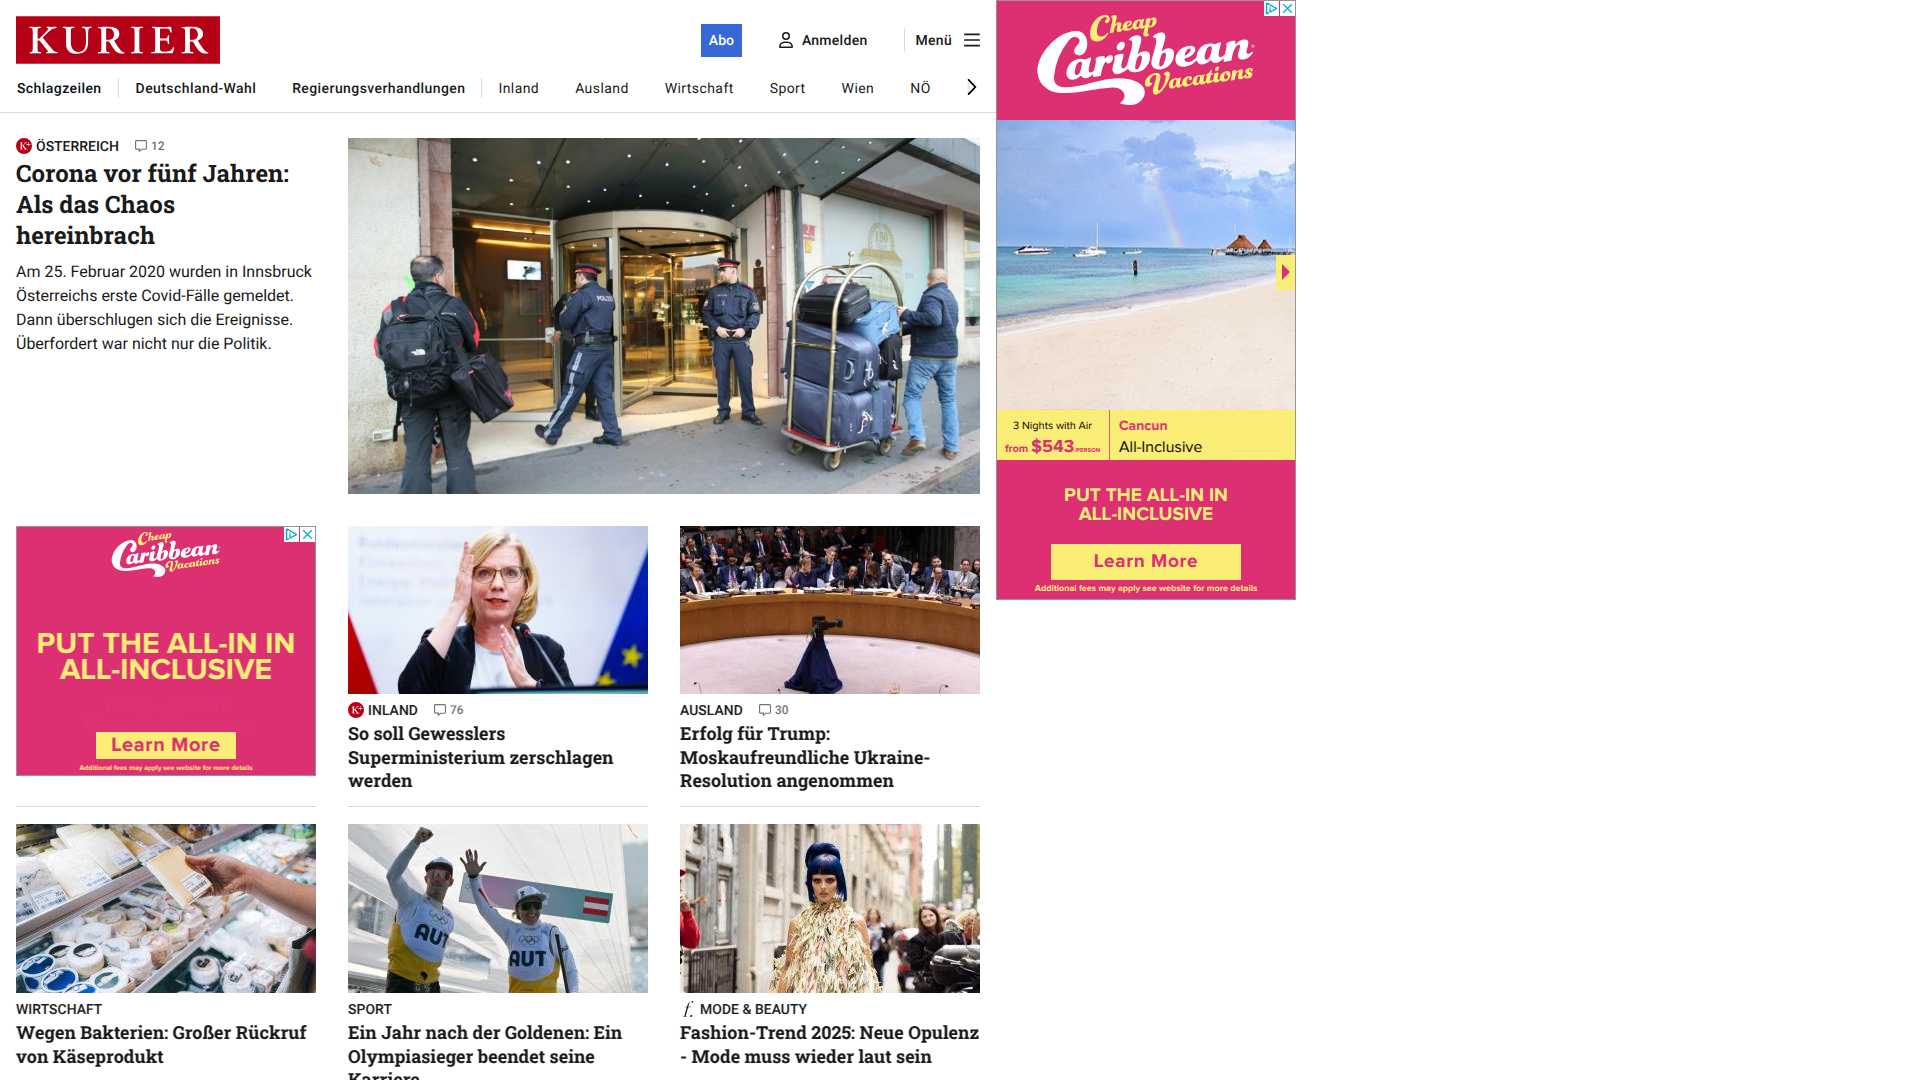 KURIER
Abo
Anmelden
Menü
Schlagzeilen
Deutschland-Wahl
Regierungsverhandlungen
Inland
Ausland
Wirtschaft
Sport
Wien
NÖ
K+ ÖSTERREICH 12
Corona vor fünf Jahren:
Als das Chaos
hereinbrach
Am 25. Februar 2020 wurden in Innsbruck
Österreichs erste Covid-Fälle gemeldet.
Dann überschlugen sich die Ereignisse.
Überfordert war nicht nur die Politik.
POLIZEI
Cheap
Caribbean
Vacations
3 Nights with Air
from $543 /PERSON
Cancun
All-Inclusive
PUT THE ALL-IN IN
ALL-INCLUSIVE
Learn More
Additional fees may apply see website for more details
Cheap
Caribbean
Vacations
PUT THE ALL-IN IN
ALL-INCLUSIVE
Learn More
Additional fees may apply see website for more details
K+ INLAND 76
So soll Gewesslers
Superministerium zerschlagen
werden
AUSLAND 30
Erfolg für Trump:
Moskaufreundliche Ukraine-
Resolution angenommen
WIRTSCHAFT
Wegen Bakterien: Großer Rückruf
von Käseprodukt
AUT
AUT
SPORT
Ein Jahr nach der Goldenen: Ein
Olympiasieger beendet seine
Karriere
f. MODE & BEAUTY
Fashion-Trend 2025: Neue Opulenz
- Mode muss wieder laut sein